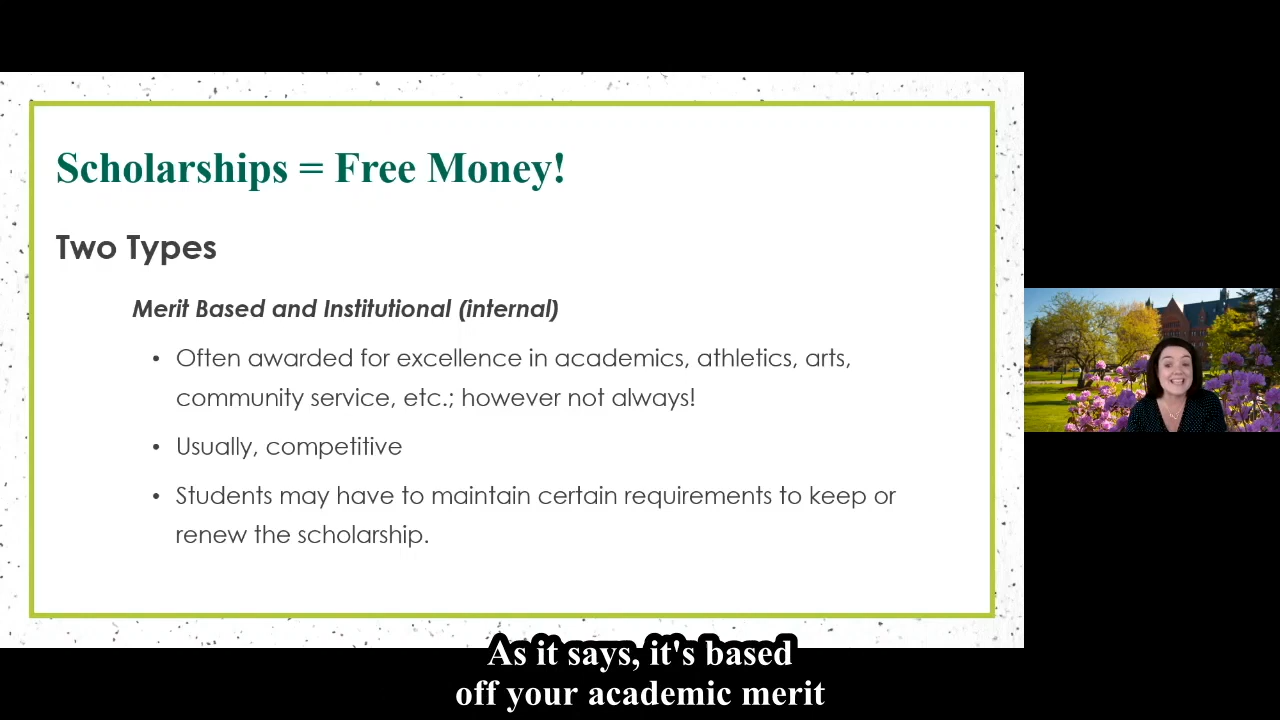 Scholarships = Free Money!
Two Types
Merit Based and Institutional (internal)
• Often awarded for excellence in academics, athletics, arts,
community service, etc.; however not always!
• Usually, competitive
• Students may have to maintain certain requirements to keep or
renew the scholarship.
As it says, it's based
off your academic merit